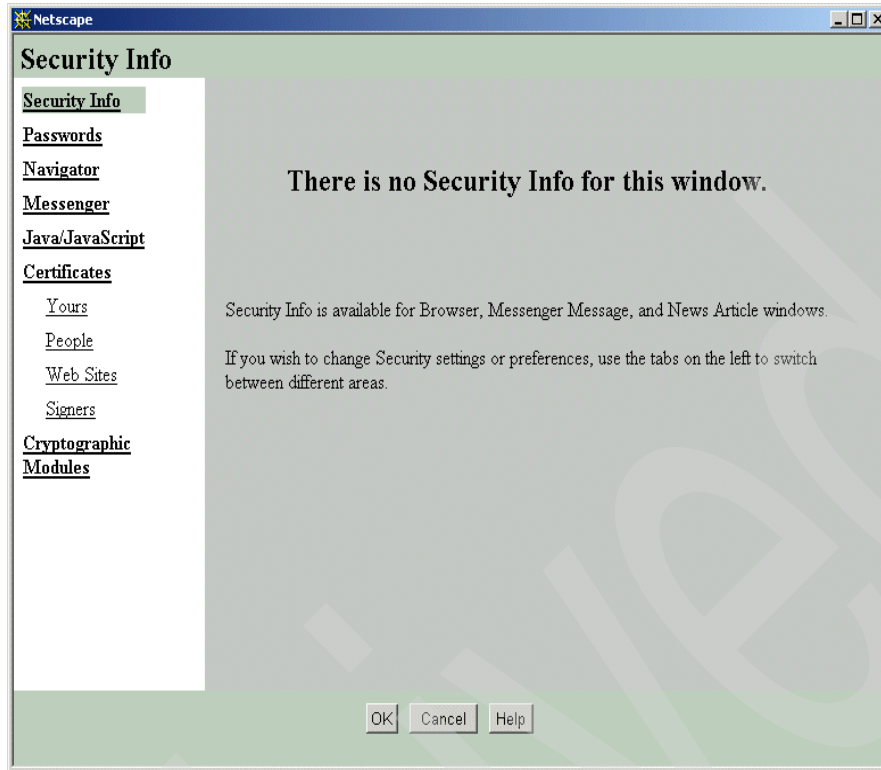 Netscape
Security Info
Security Info
Passwords
Navigator
Messenger
Java/JavaScript
Certificates
Yours
People
Web Sites
Signers
Cryptographic
Modules
There is no Security Info for this window.
Security Info is available for Browser, Messenger Message, and News Article windows.
If you wish to change Security settings or preferences, use the tabs on the left to switch
between different areas.
OK
Cancel
Help